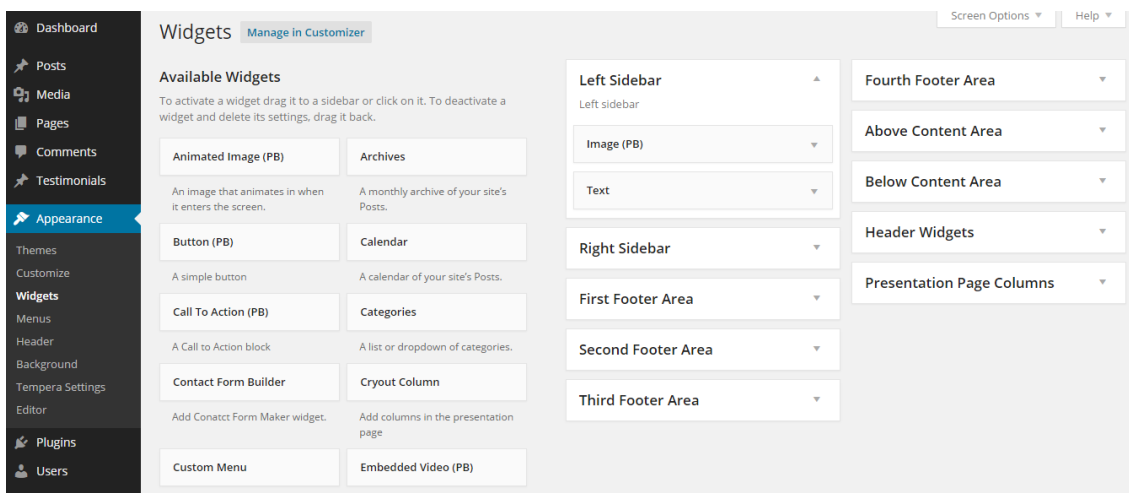 Dashboard
Posts
Media
Pages
Comments
Testimonials
Appearance
Themes
Customize
Widgets
Menus
Header
Background
Tempera Settings
Editor
Plugins
Users
Screen Options
Help
Widgets
Manage in Customizer
Available Widgets
To activate a widget drag it to a sidebar or click on it. To deactivate a
widget and delete its settings, drag it back.
Animated Image (PB)
An image that animates in when
it enters the screen.
Archives
A monthly archive of your site's
Posts.
Button (PB)
A simple button
Calendar
A calendar of your site's Posts.
Call To Action (PB)
A Call to Action block
Categories
A list or dropdown of categories.
Contact Form Builder
Add Conatct Form Maker widget.
Cryout Column
Add columns in the presentation
page
Custom Menu
Embedded Video (PB)
Left Sidebar
Left sidebar
Image (PB)
Text
Right Sidebar
First Footer Area
Second Footer Area
Third Footer Area
Fourth Footer Area
Above Content Area
Below Content Area
Header Widgets
Presentation Page Columns